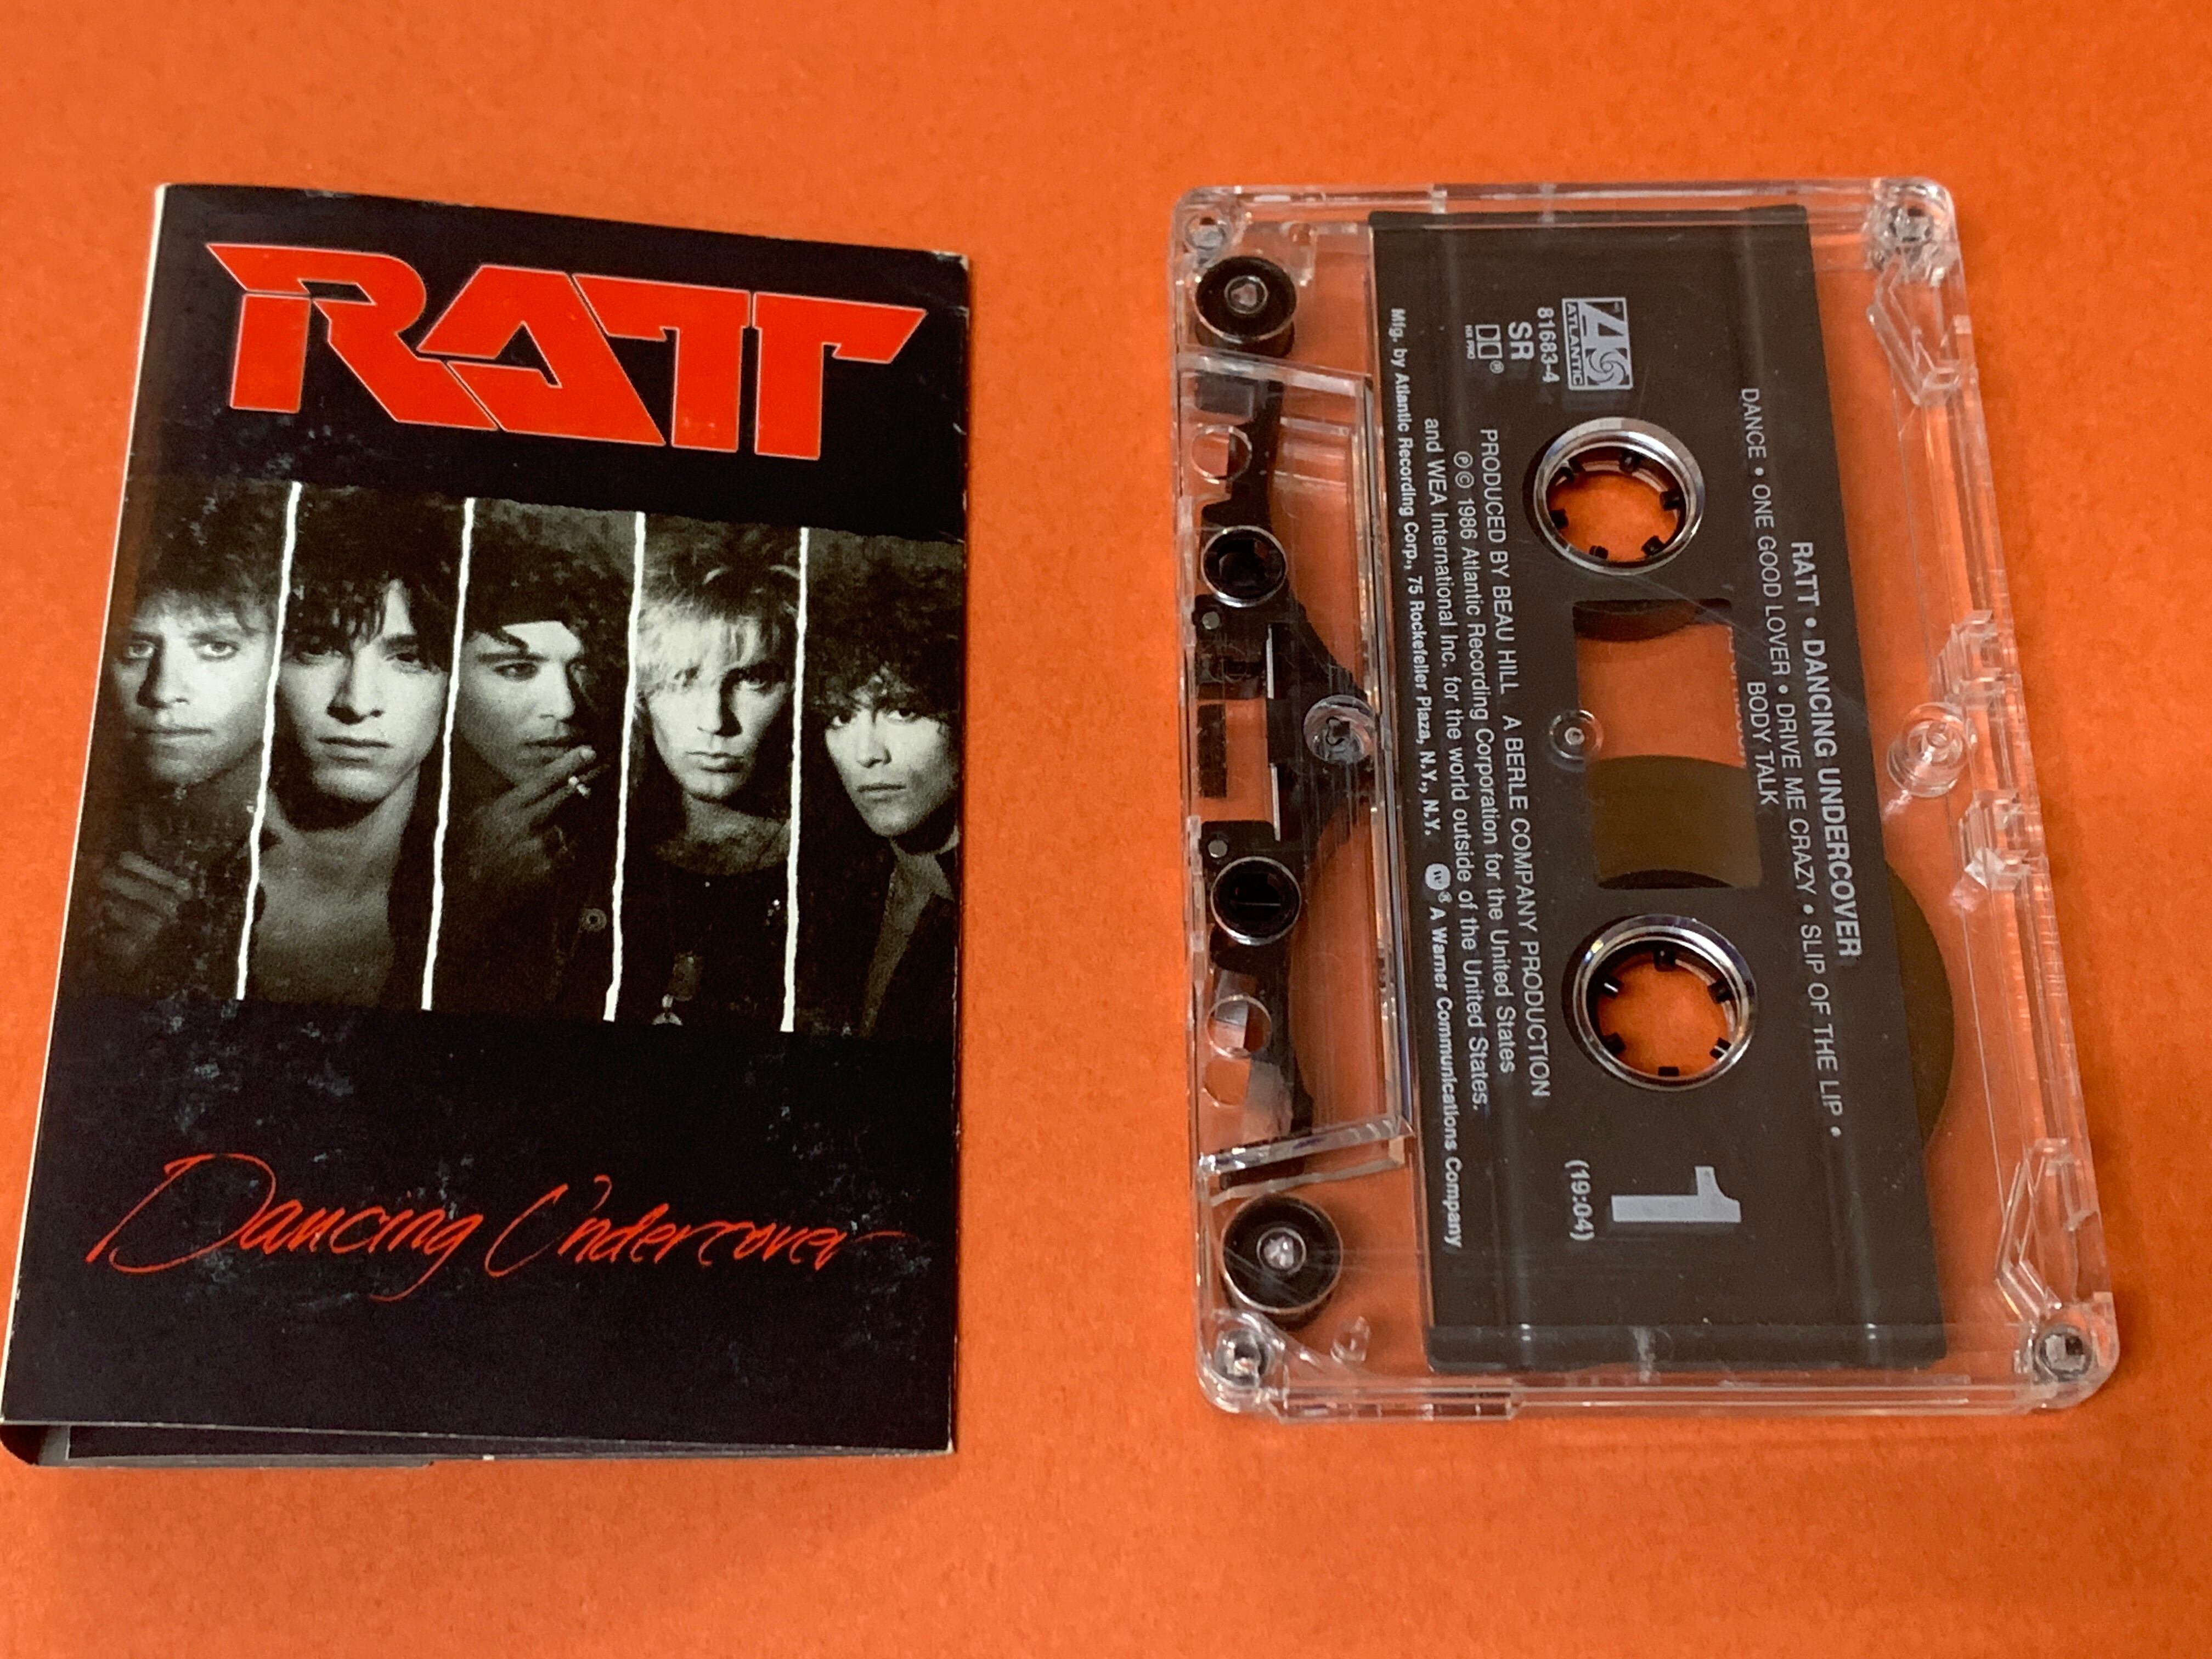 RATT
Dancing Undercover
RATT • DANCING UNDERCOVER
DANCE • ONE GOOD LOVER • DRIVE ME CRAZY • SLIP OF THE LIP •
BODY TALK
ATLANTIC
81683-4
SR
HX PRO
1
(19:04)
PRODUCED BY BEAU HILL A BERLE COMPANY PRODUCTION
℗© 1986 Atlantic Recording Corporation for the United States
and WEA International Inc. for the world outside of the United States.
Mfg. by Atlantic Recording Corp., 75 Rockefeller Plaza, N.Y., N.Y. ® A Warner Communications Company